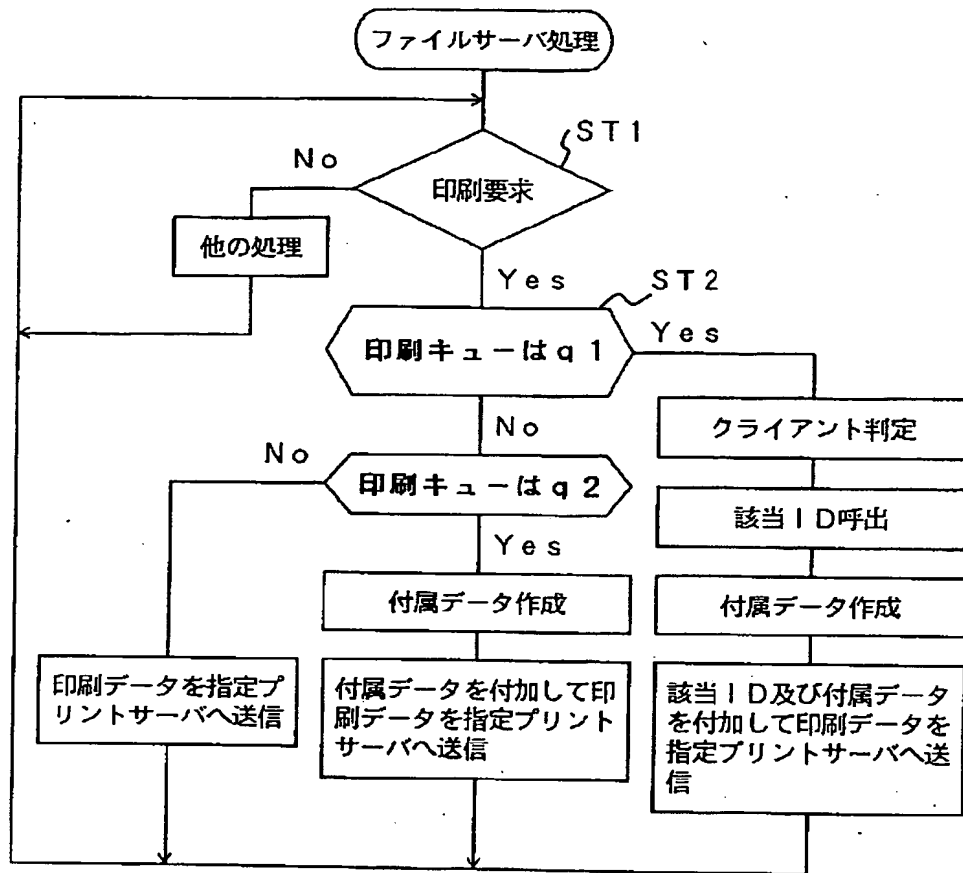 ファイルサーバ処理
ST1
No
印刷要求
他の処理
Yes
ST2
印刷キューはq1
Yes
No
クライアント判定
No
印刷キューはq2
該当ID呼出
Yes
付属データ作成
付属データ作成
印刷データを指定プ
リントサーバへ送信
付属データを付加して印
刷データを指定プリント
サーバへ送信
該当ID及び付属データ
を付加して印刷データを
指定プリントサーバへ送
信